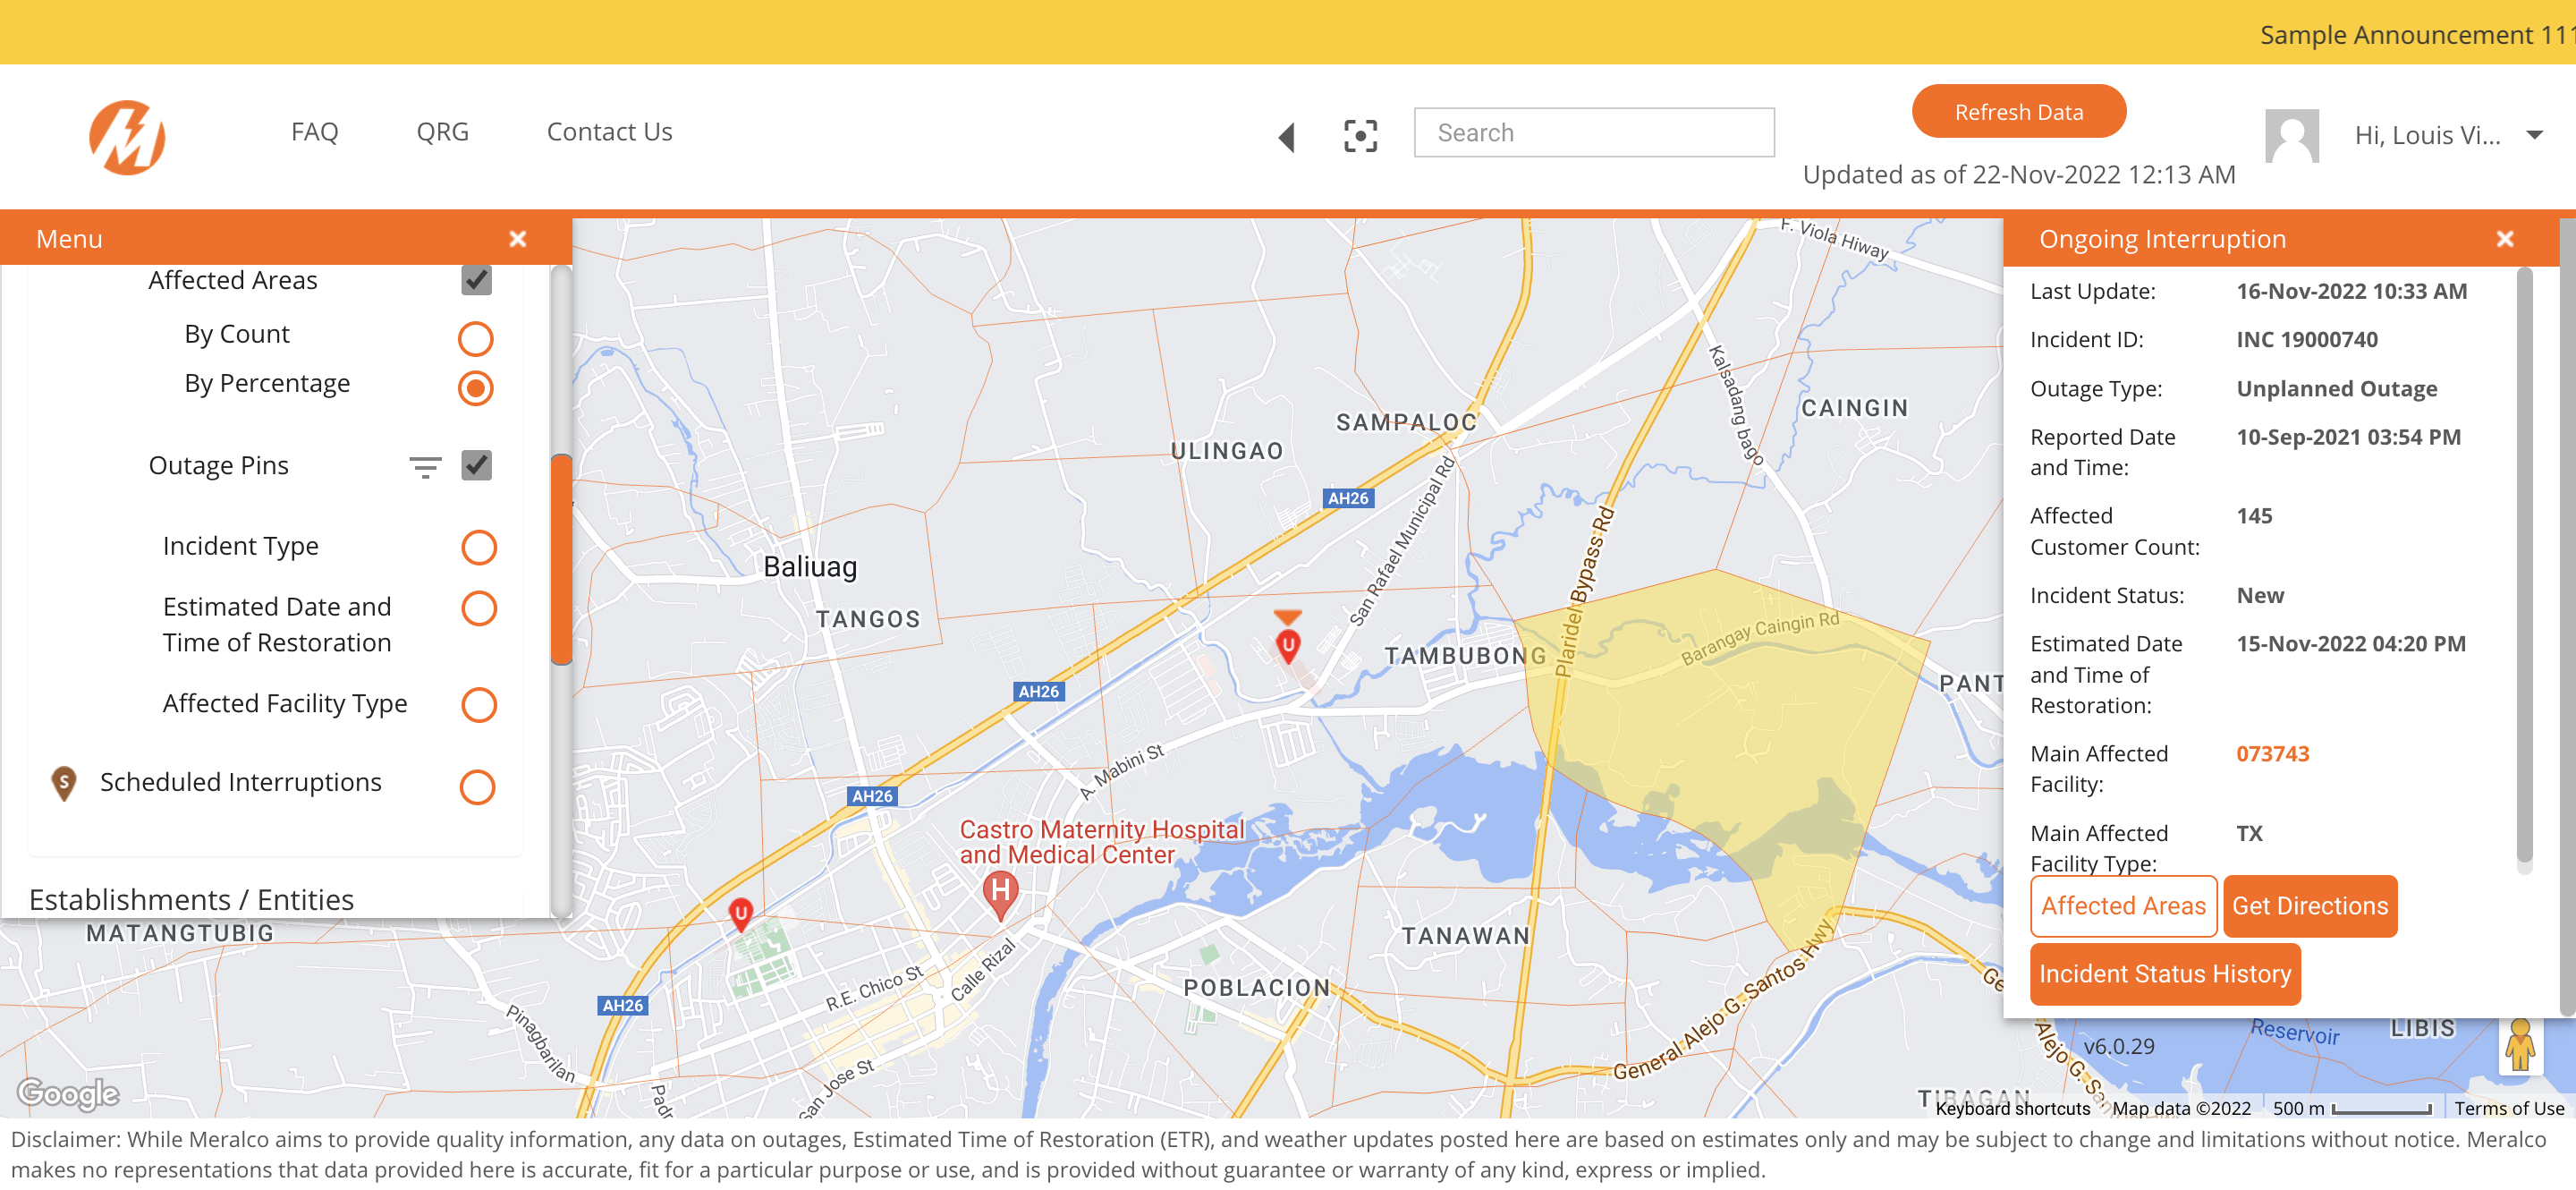 Sample Announcement 111
FAQ
QRG
Contact Us
Search
Refresh Data
Updated as of 22-Nov-2022 12:13 AM
Hi, Louis Vi...
Menu
Affected Areas
By Count
By Percentage
Outage Pins
Incident Type
Estimated Date and
Time of Restoration
Affected Facility Type
S
Scheduled Interruptions
Establishments / Entities
F. Viola Hiway
Kalsadang bago
CAINGIN
SAMPALOC
ULINGAO
AH26
San Rafael Municipal Rd
Plaridel Bypass Rd
Baliuag
TANGOS
U
TAMBUBONG
Barangay Caingin Rd
PANT
AH26
A. Mabini St
AH26
Castro Maternity Hospital
and Medical Center
H
U
MATANGTUBIG
TANAWAN
POBLACION
R.E. Chico St
Calle Rizal
AH26
Pinagbarilan
Padr
San Jose St
General Alejo G. Santos Hwy
Ge
Alejo G. San
Reservoir
LIBIS
v6.0.29
TIBAGAN
Google
Keyboard shortcuts
Map data ©2022
500 m
Terms of Use
Ongoing Interruption
Last Update: 16-Nov-2022 10:33 AM
Incident ID: INC 19000740
Outage Type: Unplanned Outage
Reported Date 10-Sep-2021 03:54 PM
and Time:
Affected 145
Customer Count:
Incident Status: New
Estimated Date 15-Nov-2022 04:20 PM
and Time of
Restoration:
Main Affected 073743
Facility:
Main Affected TX
Facility Type:
Affected Areas
Get Directions
Incident Status History
Disclaimer: While Meralco aims to provide quality information, any data on outages, Estimated Time of Restoration (ETR), and weather updates posted here are based on estimates only and may be subject to change and limitations without notice. Meralco
makes no representations that data provided here is accurate, fit for a particular purpose or use, and is provided without guarantee or warranty of any kind, express or implied.